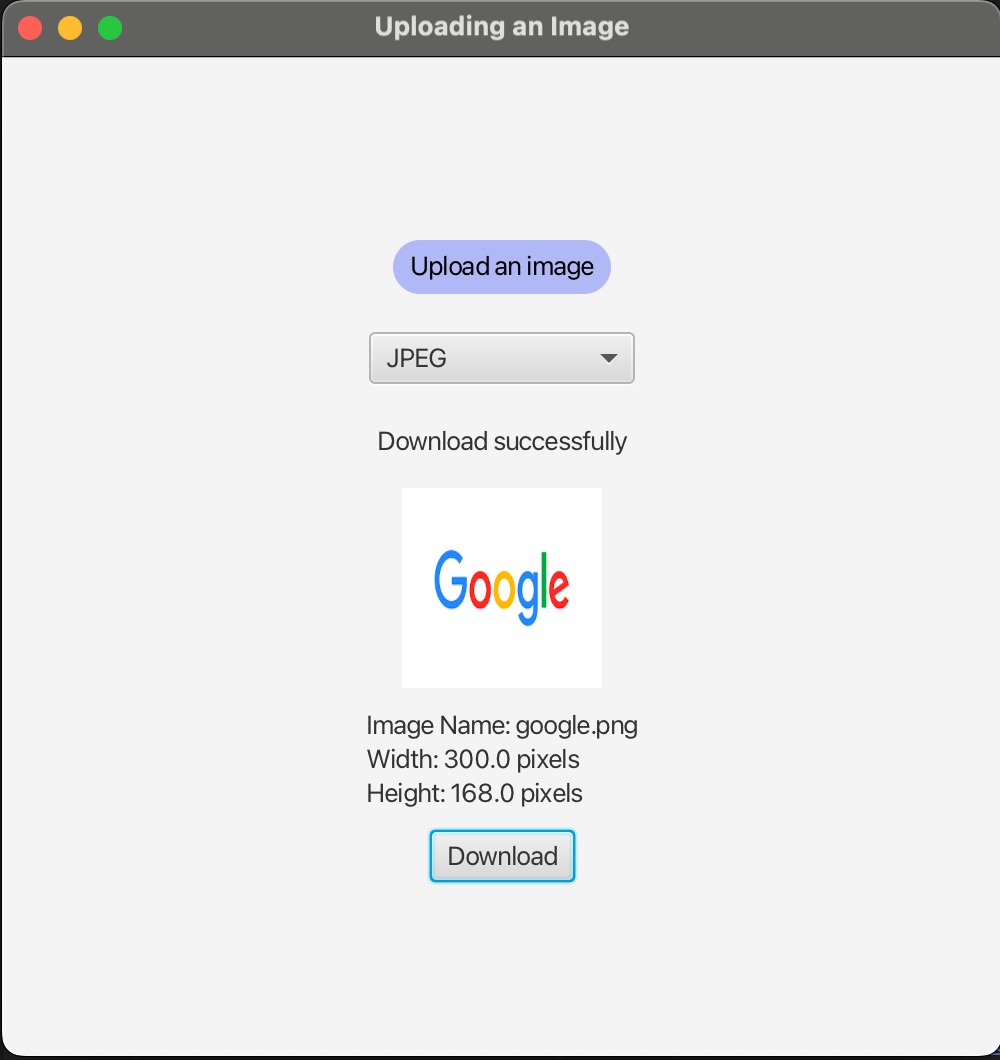 Uploading an Image
Upload an image
JPEG
Download successfully
Google
Image Name: google.png
Width: 300.0 pixels
Height: 168.0 pixels
Download